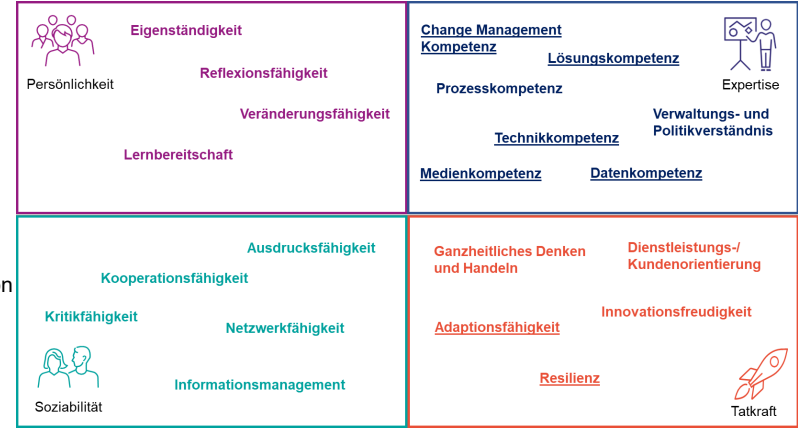 Eigenständigkeit
Reflexionsfähigkeit
Persönlichkeit
Veränderungsfähigkeit
Lernbereitschaft
Change Management
Kompetenz
Lösungskompetenz
Expertise
Prozesskompetenz
Verwaltungs- und
Politikverständnis
Technikkompetenz
Medienkompetenz
Datenkompetenz
Ausdrucksfähigkeit
Kooperationsfähigkeit
Kritikfähigkeit
Netzwerkfähigkeit
Informationsmanagement
Soziabilität
Ganzheitliches Denken
und Handeln
Dienstleistungs-/
Kundenorientierung
Innovationsfreudigkeit
Adaptionsfähigkeit
Resilienz
Tatkraft